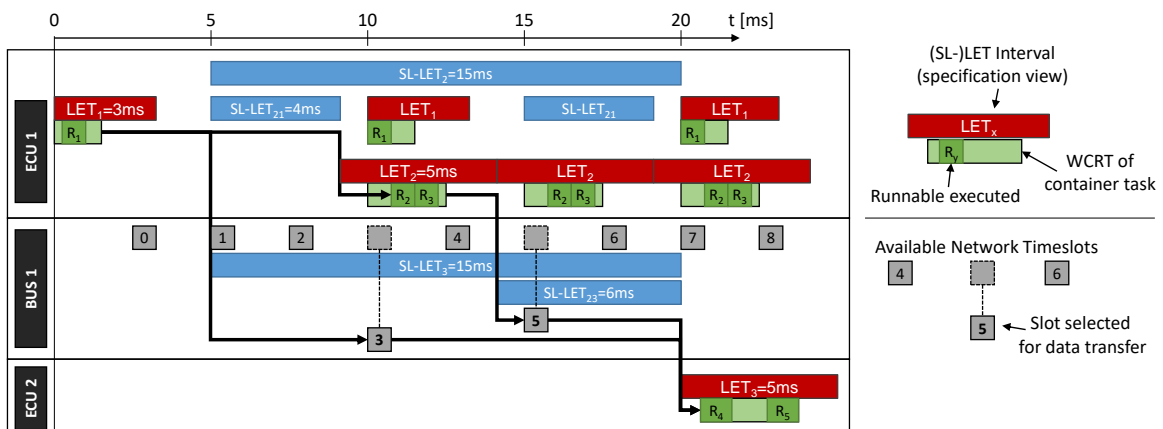 0 5 10 15 20 t [ms]
ECU 1
SL-LET₂=15ms
LET₁=3ms SL-LET₂₁=4ms LET₁ SL-LET₂₁ LET₁
R₁ R₁ R₁
LET₂=5ms LET₂ LET₂
R₂ R₃ R₂ R₃ R₂ R₃
BUS 1
0 1 2 4 6 7 8
SL-LET₃=15ms
SL-LET₂₃=6ms
5
3
ECU 2
LET₃=5ms
R₄ R₅
(SL-)LET Interval
(specification view)
LETₓ
Rᵧ
WCRT of
container task
Runnable executed
Available Network Timeslots
4 6
5
Slot selected
for data transfer